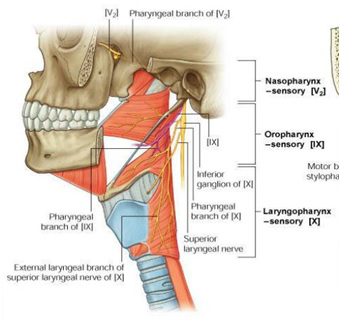 [V2]
Pharyngeal branch of [V2]
Nasopharynx
–sensory [V2]
Oropharynx
–sensory [IX]
[IX]
Inferior
ganglion of [X]
Motor b
stylopha
Pharyngeal
branch of [IX]
Pharyngeal
branch of [X]
Laryngopharynx
–sensory [X]
Superior
laryngeal nerve
External laryngeal branch of
superior laryngeal nerve of [X]